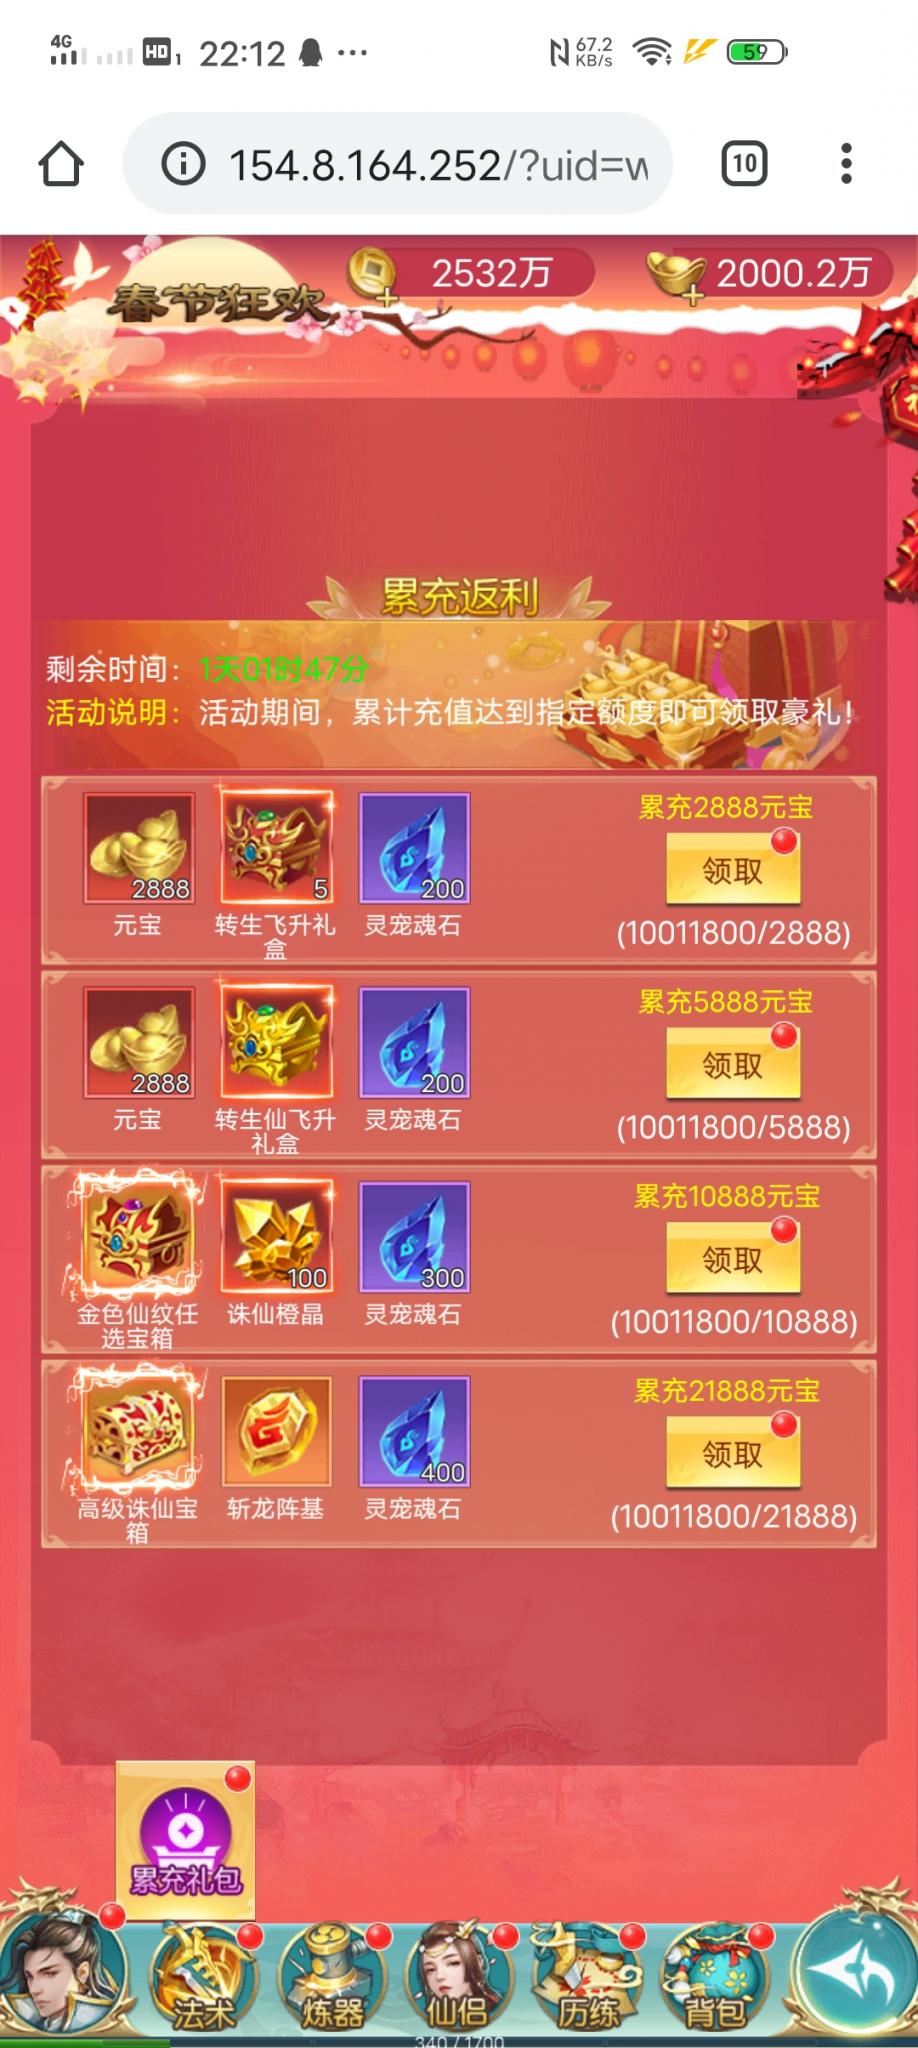 4G
HD 1 22:12 ...
67.2
KB/s
59
154.8.164.252/?uid=w
10
春节狂欢
2532万
2000.2万
累充返利
剩余时间：1天01时47分
活动说明：活动期间，累计充值达到指定额度即可领取豪礼！
累充2888元宝
2888
5
200
领取
元宝
转生飞升礼盒
灵宠魂石
(10011800/2888)
累充5888元宝
2888
200
领取
元宝
转生仙飞升礼盒
灵宠魂石
(10011800/5888)
累充10888元宝
100
300
领取
金色仙纹任选宝箱
诛仙橙晶
灵宠魂石
(10011800/10888)
累充21888元宝
400
领取
高级诛仙宝箱
斩龙阵基
灵宠魂石
(10011800/21888)
累充礼包
法术
炼器
仙侣
历练
背包
340 / 1700